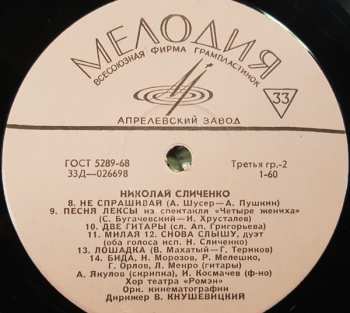 МЕЛОДИЯ
ВСЕСОЮЗНАЯ ФИРМА ГРАМПЛАСТИНОК
33
АПРЕЛЕВСКИЙ ЗАВОД
ГОСТ 5289-68
Третья гр.-2
33Д—026698
1-60
НИКОЛАЙ СЛИЧЕНКО
8. НЕ СПРАШИВАЙ (А. Шусер—А. Пушкин)
9. ПЕСНЯ ЛЕКСЫ из спектакля «Четыре жениха»
(С. Бугачевский—И. Хрусталев)
10. ДВЕ ГИТАРЫ (сл. Ап. Григорьева)
11. МИЛАЯ 12. СНОВА СЛЫШУ, дуэт
(оба голоса исп. Н. Сличенко)
13. ЛОШАДКА (В. Махатый—Г. Териков)
14. БИДА, Н. Морозов, Р. Мелешко,
Г. Орлов, Л. Менро (гитары)
А. Якулов (скрипка), И. Космачев (ф-но)
Хор театра «Ромэн»
Орк. кинематографии
Дирижер В. КНУШЕВИЦКИЙ